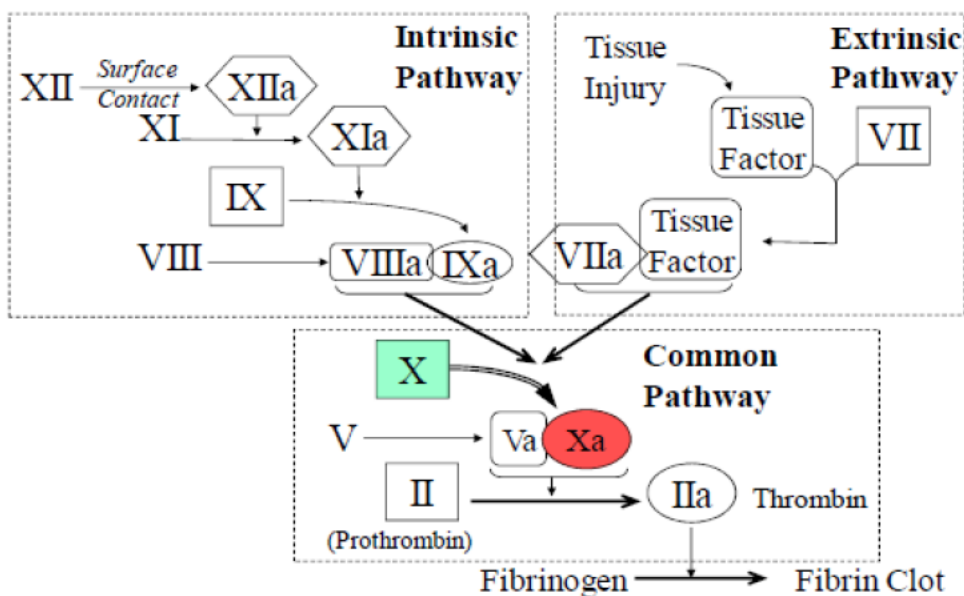 Intrinsic
Pathway
XII
Surface
Contact
XIIa
XI
XIa
IX
VIII
VIIIa
IXa
Extrinsic
Pathway
Tissue
Injury
Tissue
Factor
VII
VIIa
Tissue
Factor
Common
Pathway
X
V
Va
Xa
II
(Prothrombin)
IIa
Thrombin
Fibrinogen
Fibrin Clot